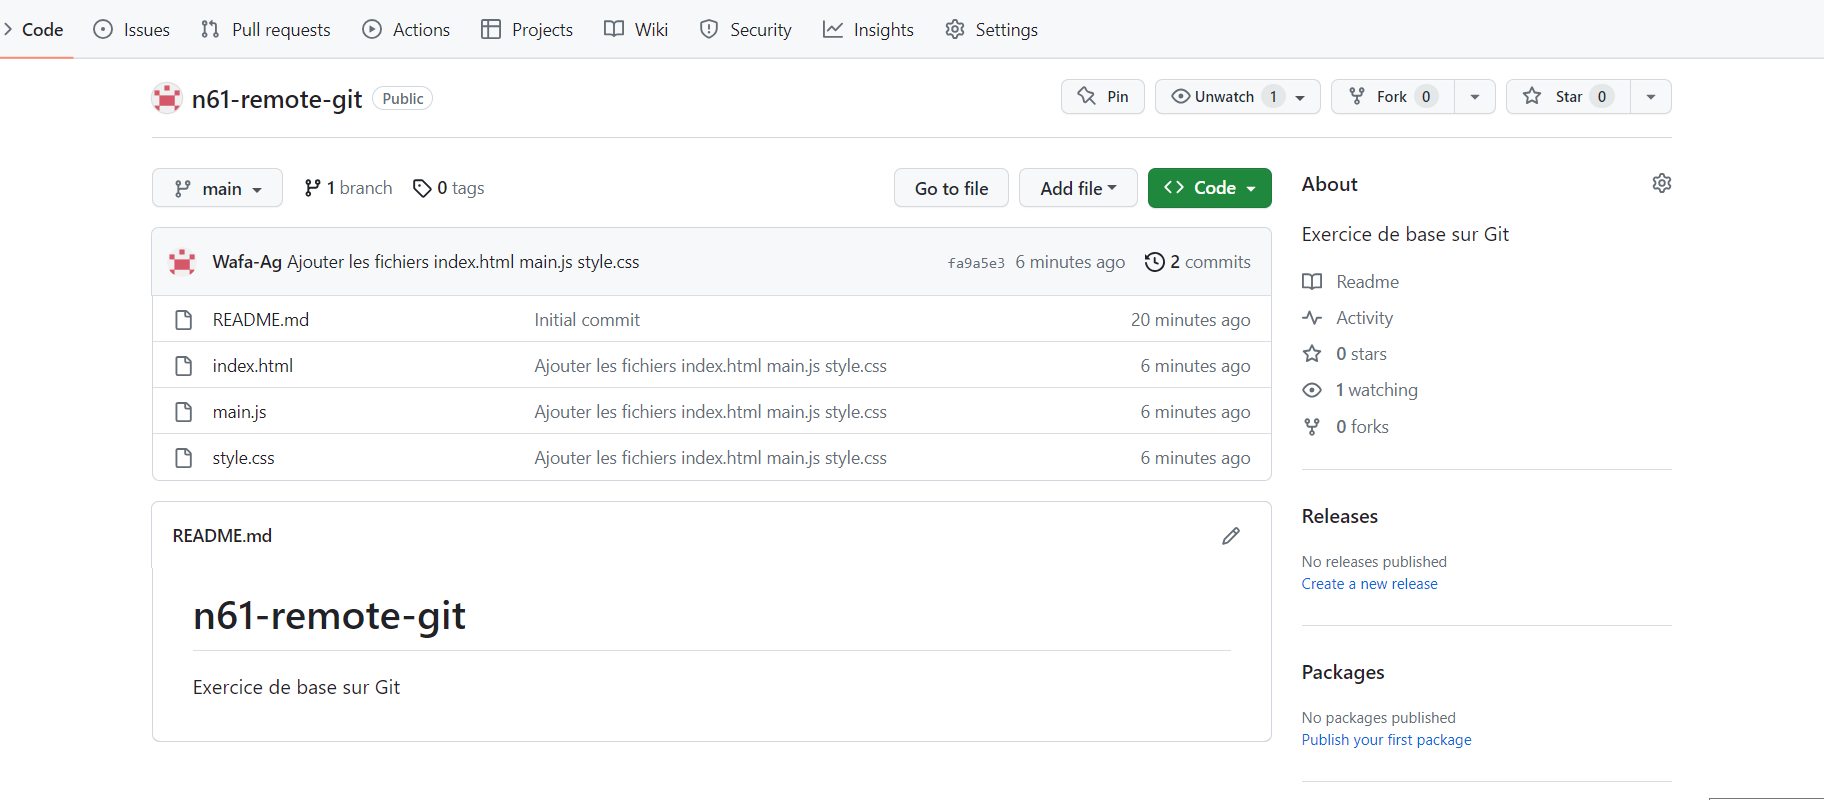 Code Issues Pull requests Actions Projects Wiki Security Insights Settings
n61-remote-git Public Pin Unwatch 1 Fork 0 Star 0
main 1 branch 0 tags Go to file Add file Code
Wafa-Ag Ajouter les fichiers index.html main.js style.css fa9a5e3 6 minutes ago 2 commits
README.md Initial commit 20 minutes ago
index.html Ajouter les fichiers index.html main.js style.css 6 minutes ago
main.js Ajouter les fichiers index.html main.js style.css 6 minutes ago
style.css Ajouter les fichiers index.html main.js style.css 6 minutes ago
README.md
n61-remote-git
Exercice de base sur Git
About
Exercice de base sur Git
Readme
Activity
0 stars
1 watching
0 forks
Releases
No releases published
Create a new release
Packages
No packages published
Publish your first package